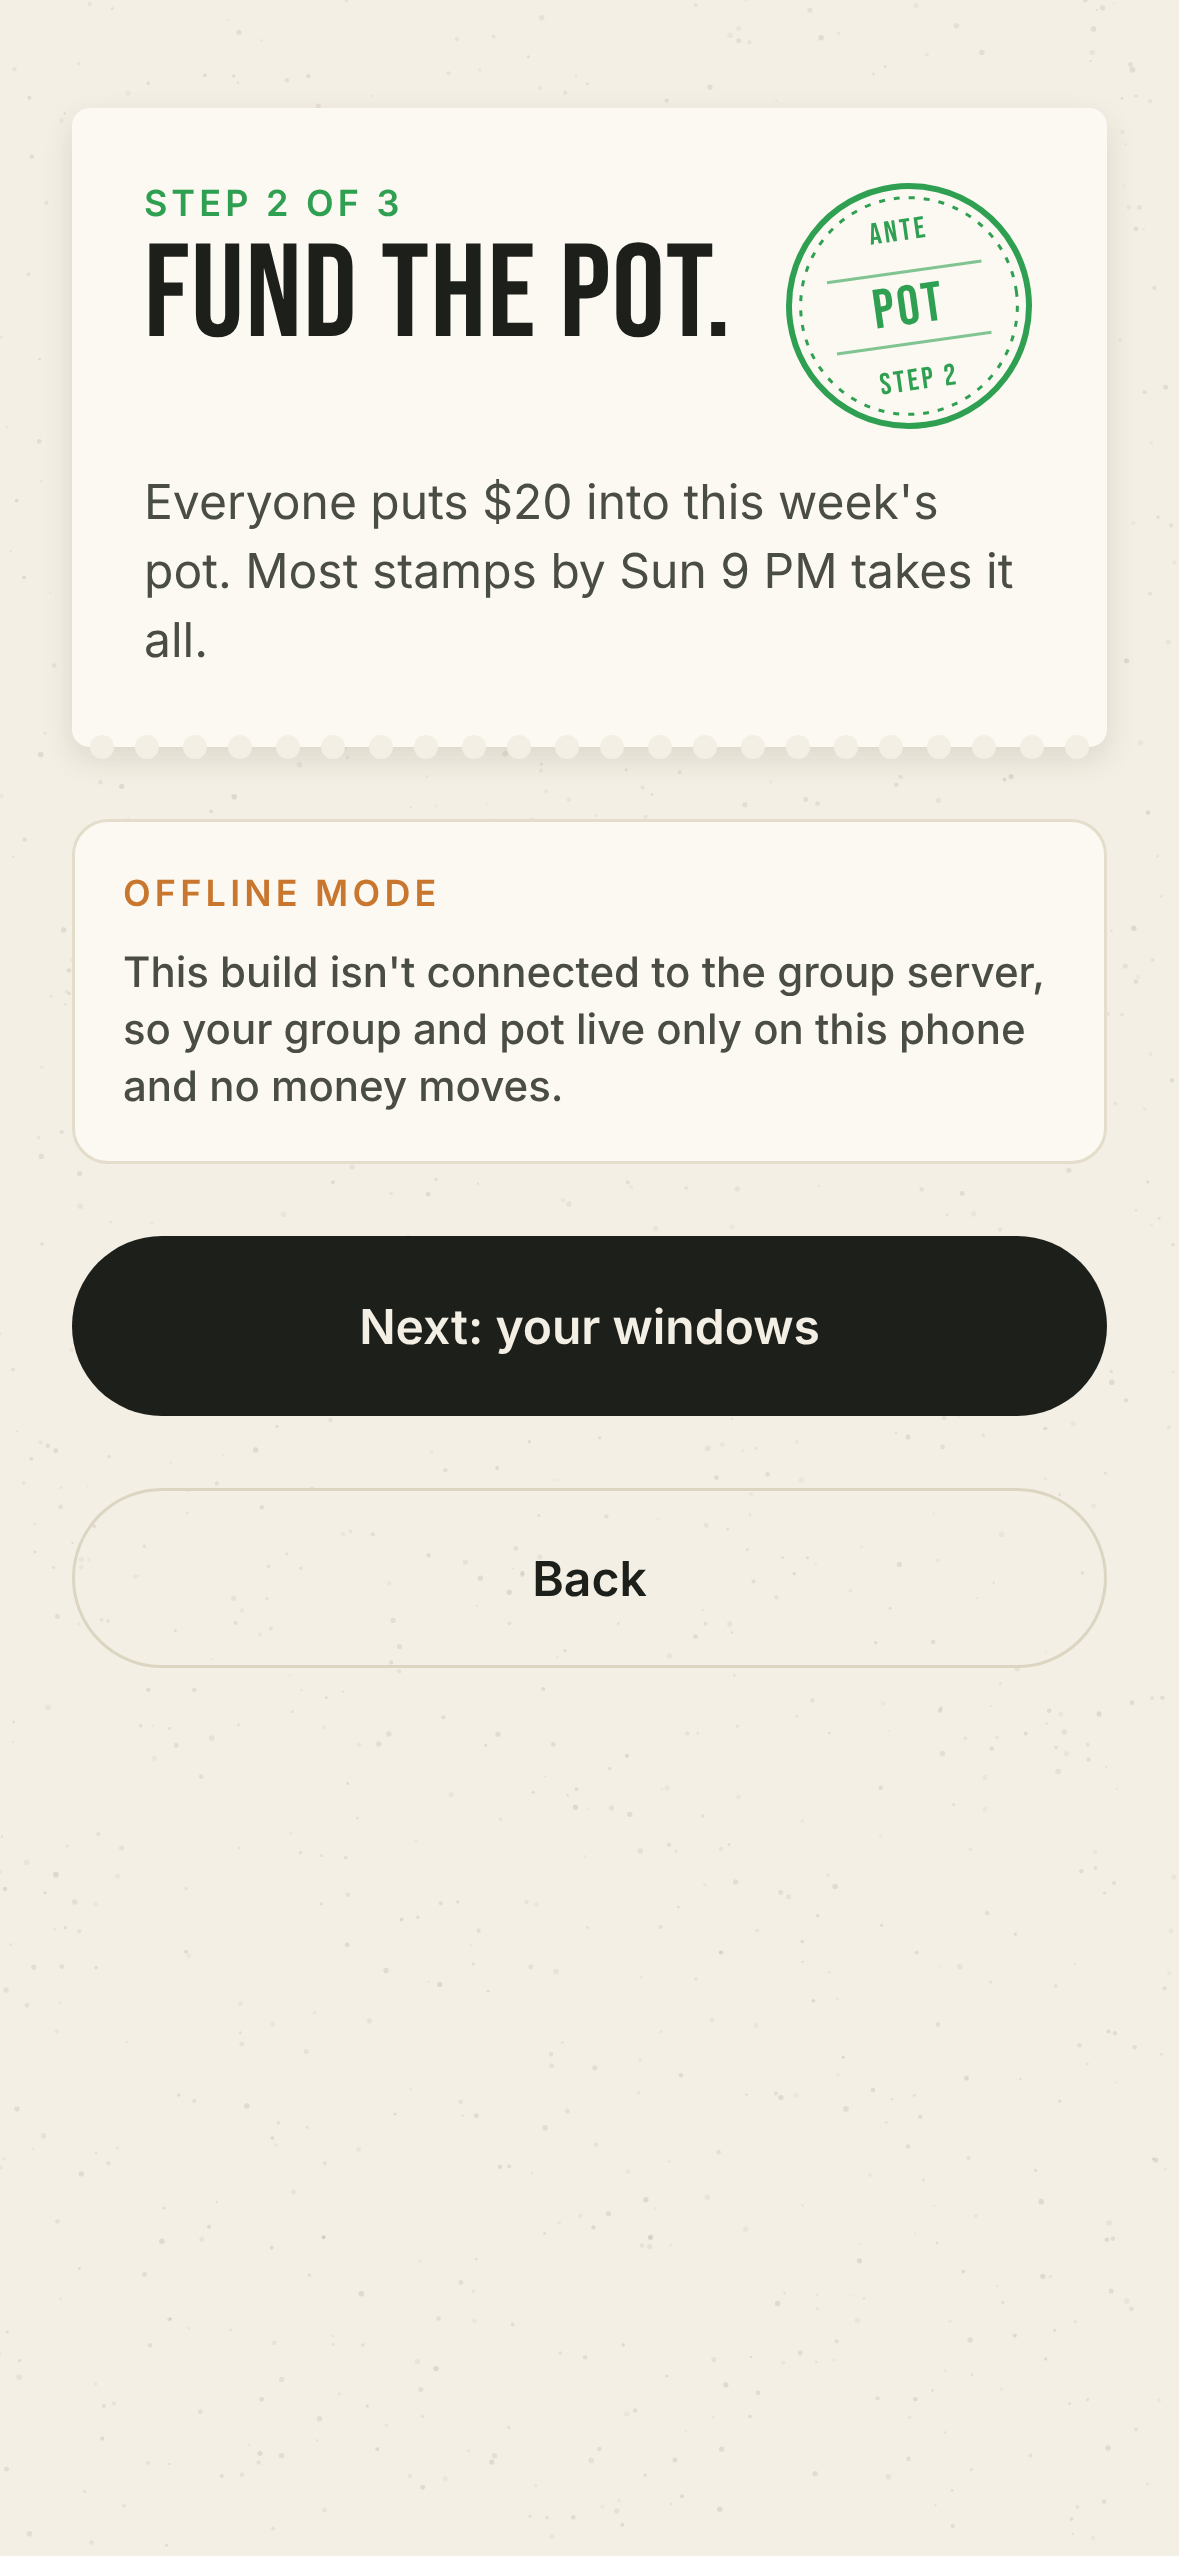 STEP 2 OF 3
FUND THE POT.
ANTE
POT
STEP 2
Everyone puts $20 into this week's
pot. Most stamps by Sun 9 PM takes it
all.
OFFLINE MODE
This build isn't connected to the group server,
so your group and pot live only on this phone
and no money moves.
Next: your windows
Back